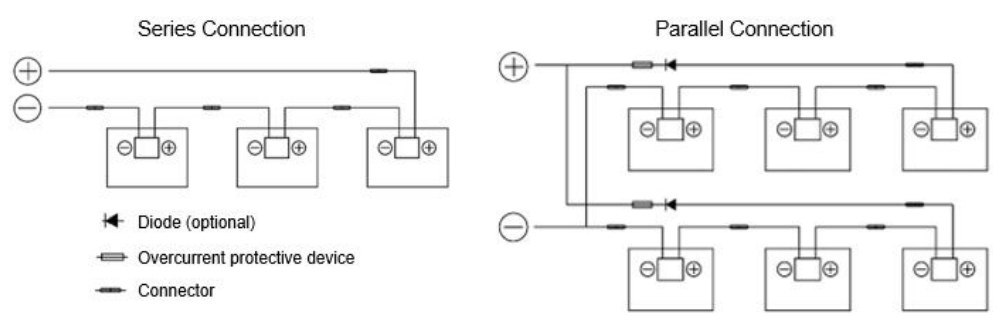 Series Connection
Parallel Connection
Diode (optional)
Overcurrent protective device
Connector